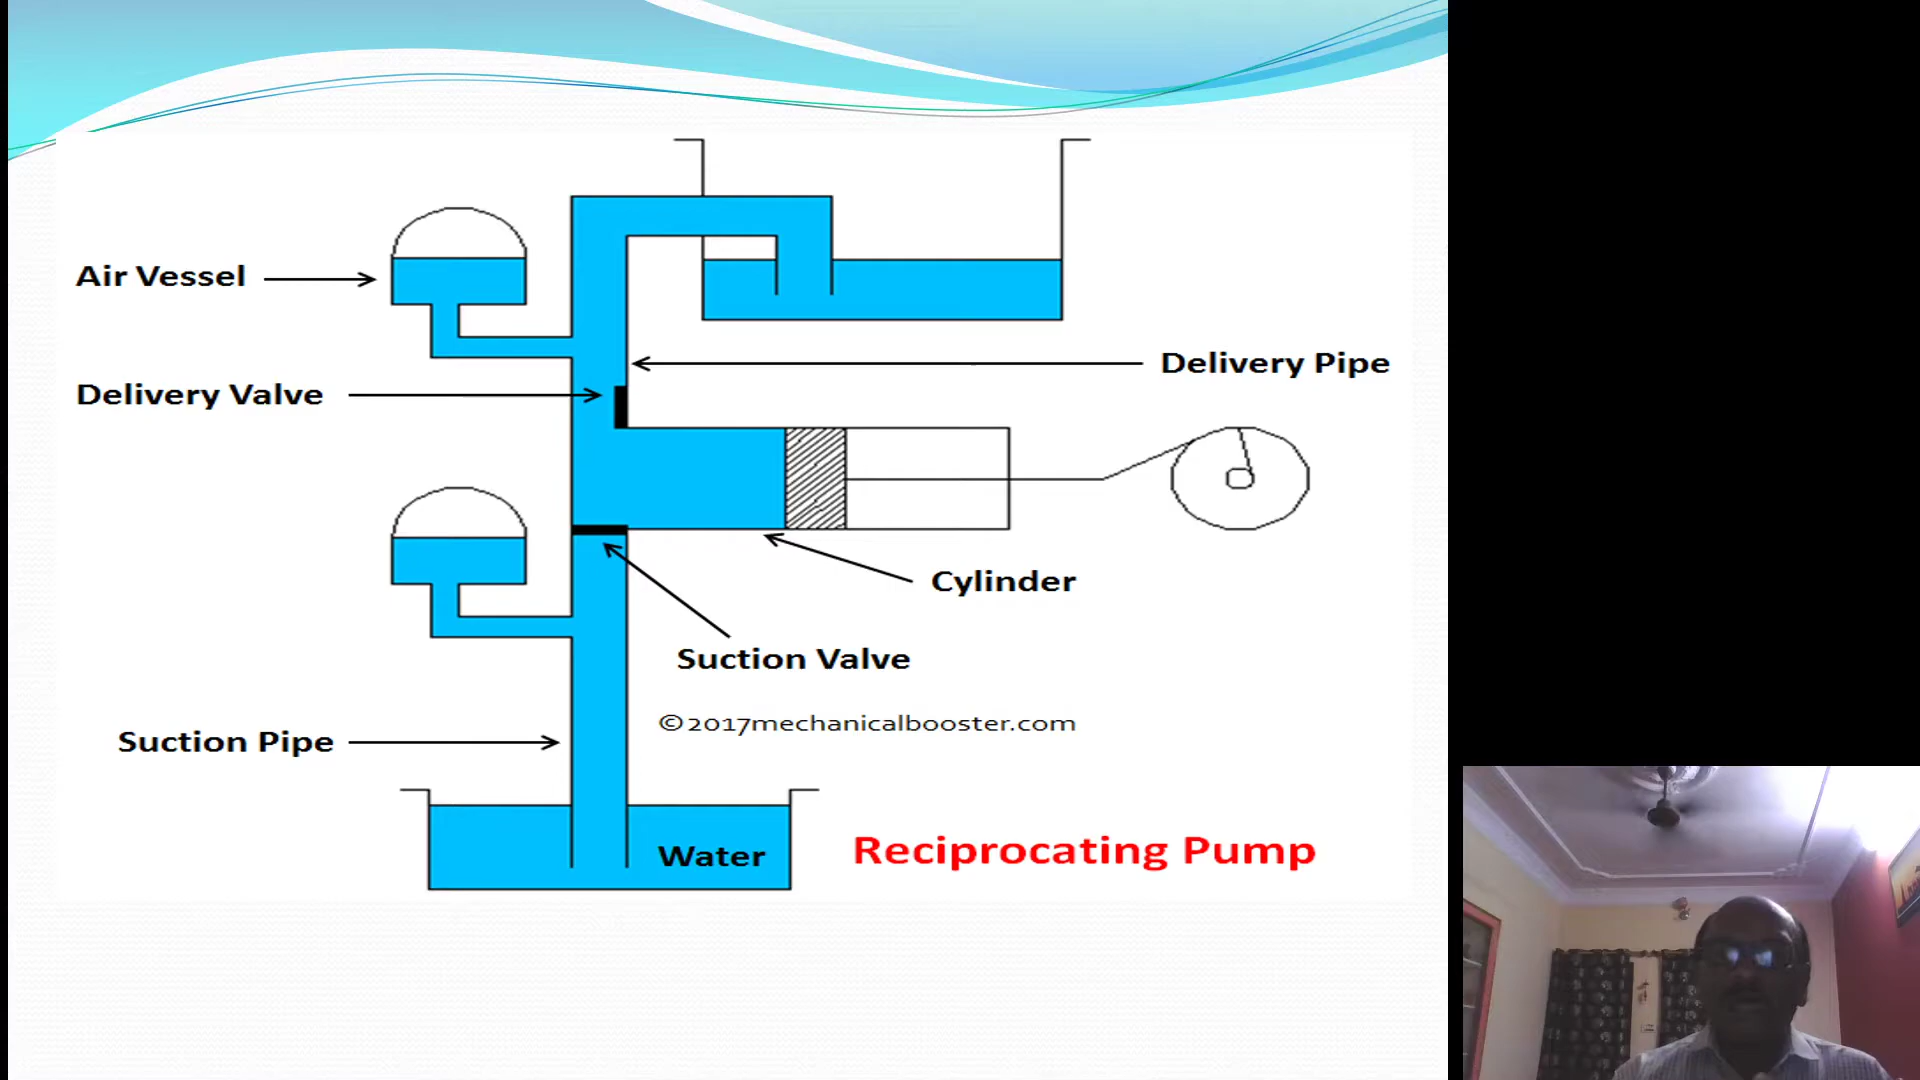 Air Vessel
Delivery Pipe
Delivery Valve
Cylinder
Suction Valve
©2017mechanicalbooster.com
Suction Pipe
Water
Reciprocating Pump